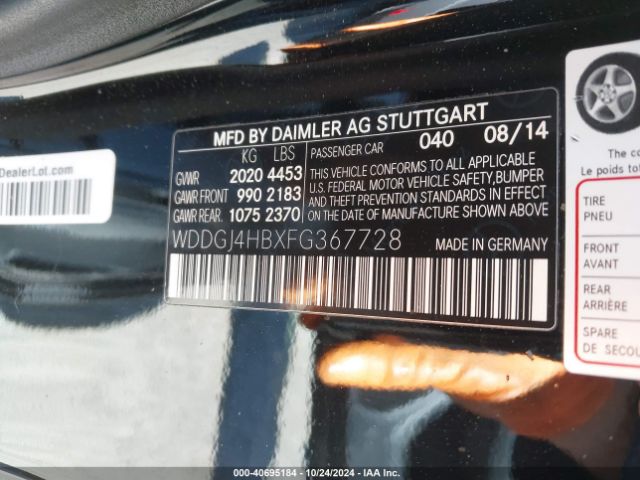 MFD BY DAIMLER AG STUTTGART
KG LBS PASSENGER CAR 040 08/14
GVWR 2020 4453
GAWR FRONT 990 2183
GAWR REAR. 1075 2370
THIS VEHICLE CONFORMS TO ALL APPLICABLE
U.S. FEDERAL MOTOR VEHICLE SAFETY, BUMPER
AND THEFT PREVENTION STANDARDS IN EFFECT
ON THE DATE OF MANUFACTURE SHOWN ABOVE.
WDDGJ4HBXFG367728 MADE IN GERMANY
DealerLot.com
The com
Le poids tot
TIRE
PNEU
FRONT
AVANT
REAR
ARRIÈRE
SPARE
DE SECOU
000-40695184 | 10/24/2024 | IAA Inc.